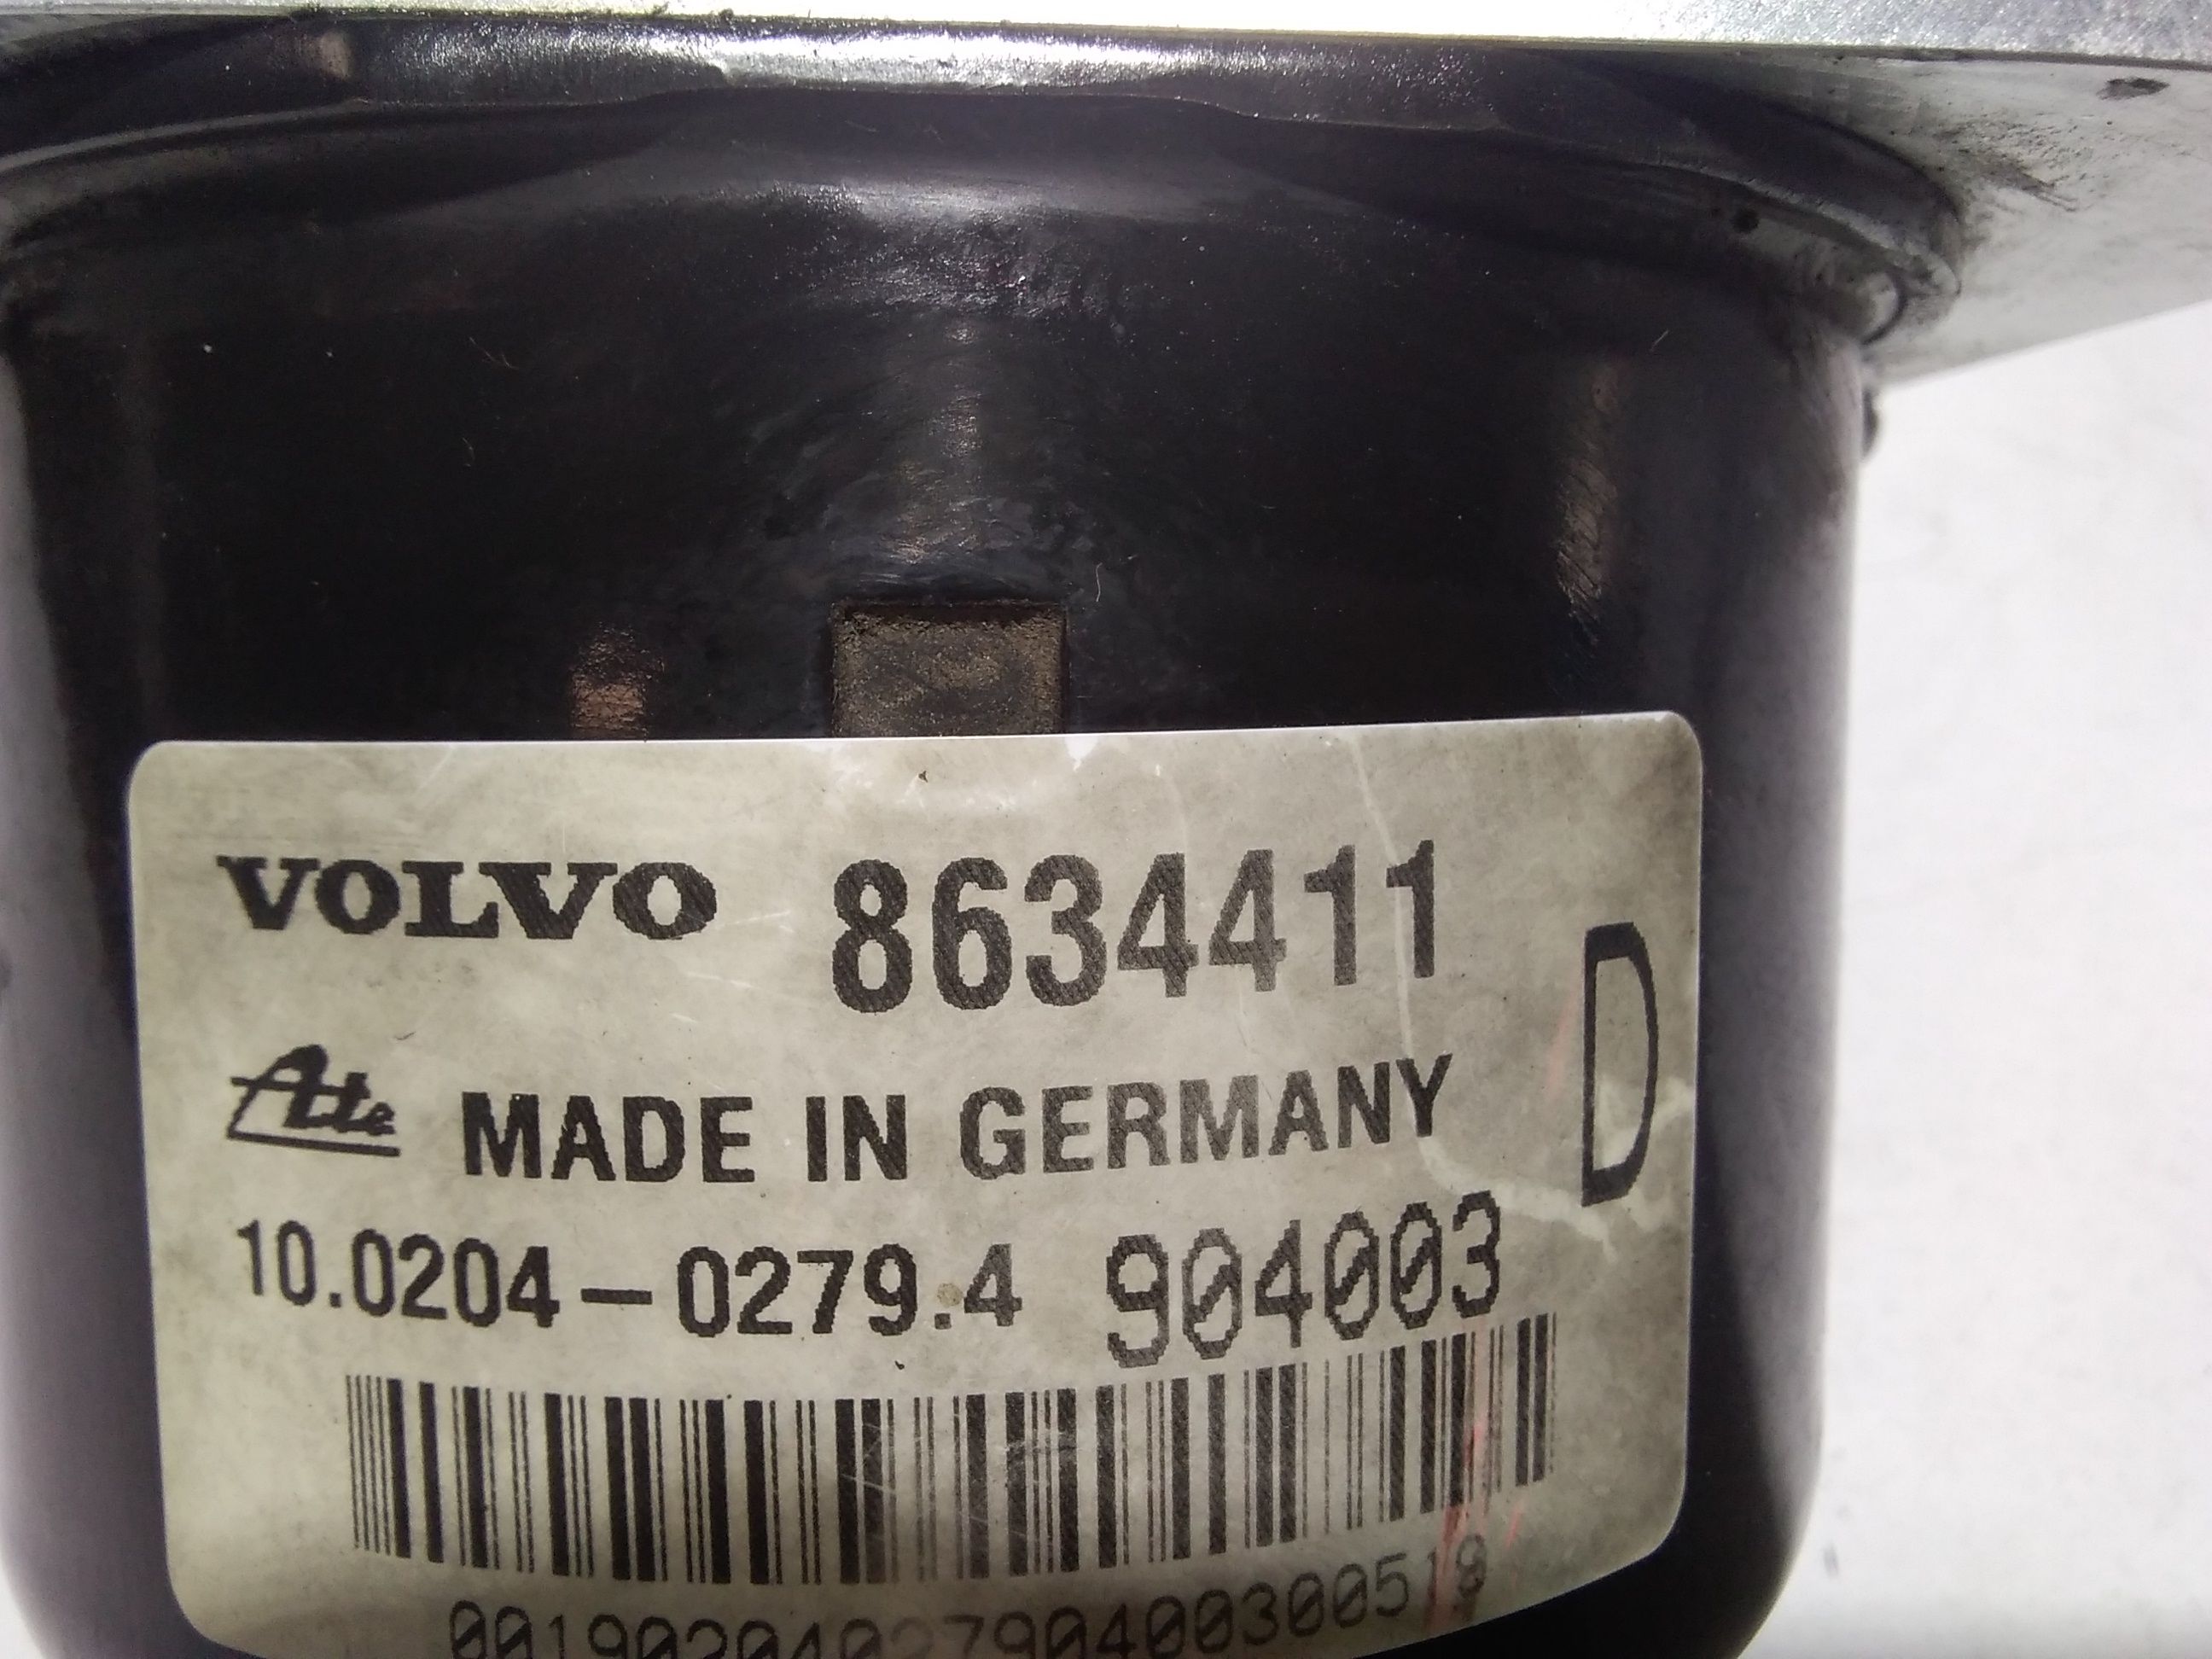 VOLVO 8634411
D
Ate MADE IN GERMANY
10.0204-0279.4 904003